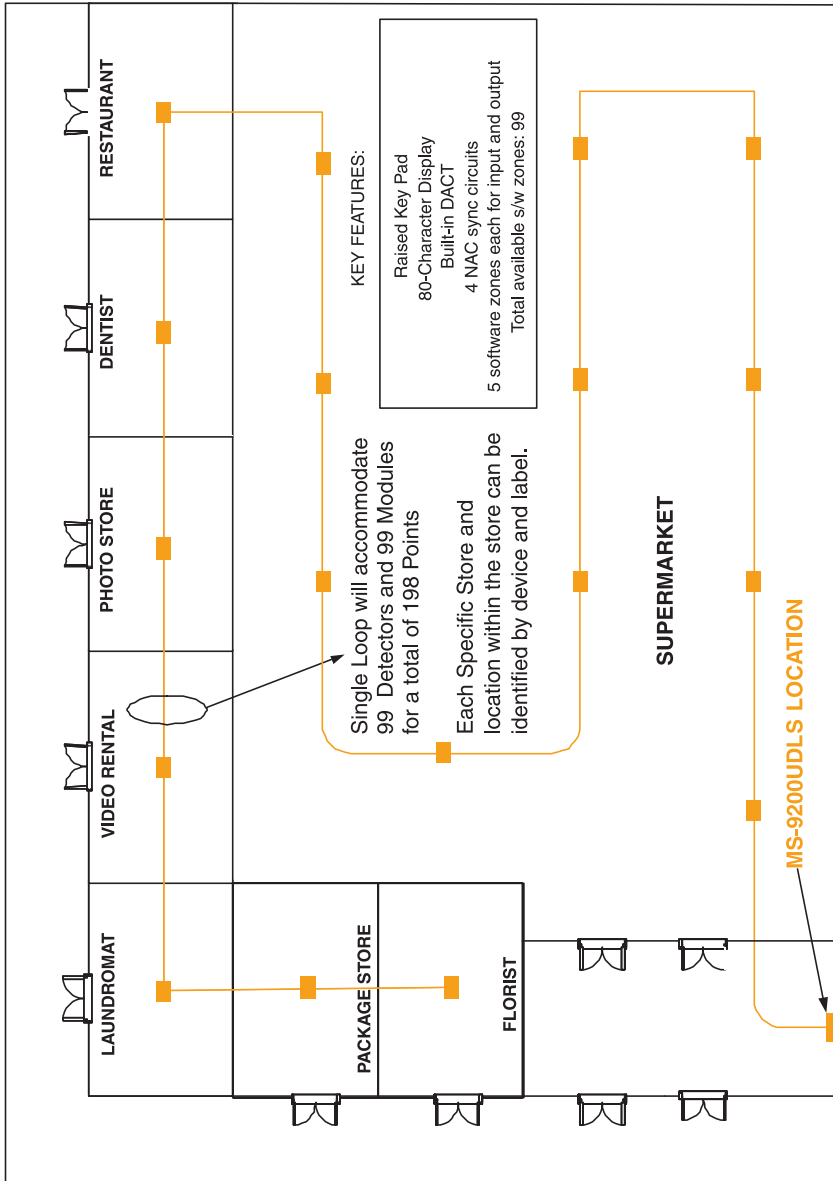 LAUNDROMAT
VIDEO RENTAL
PHOTO STORE
DENTIST
RESTAURANT
PACKAGE STORE
FLORIST
Single Loop will accommodate
99 Detectors and 99 Modules
for a total of 198 Points
Each Specific Store and
location within the store can be
identified by device and label.
KEY FEATURES:
Raised Key Pad
80-Character Display
Built-in DACT
4 NAC sync circuits
5 software zones each for input and output
Total available s/w zones: 99
SUPERMARKET
MS-9200UDLS LOCATION